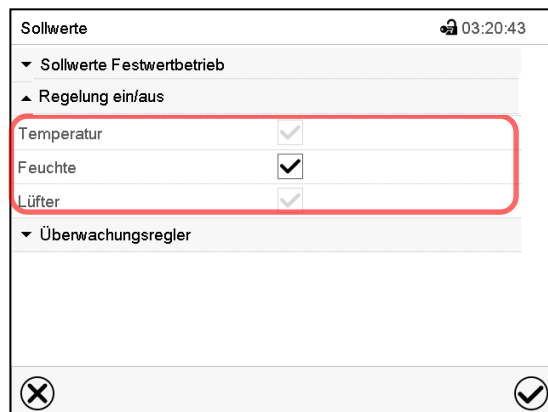 Sollwerte 03:20:43
Sollwerte Festwertbetrieb
Regelung ein/aus
Temperatur
Feuchte
Lüfter
Überwachungsregler